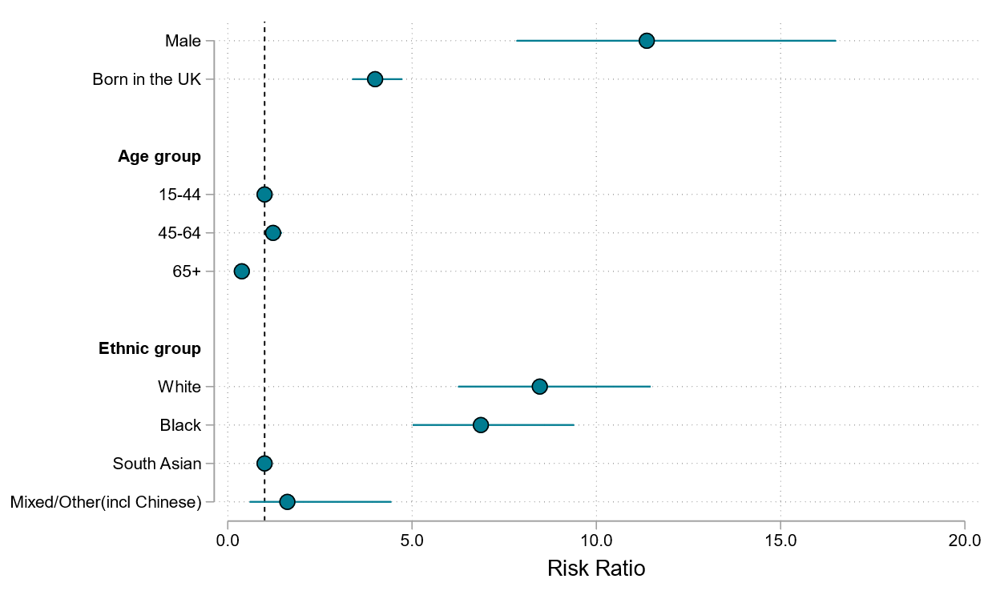 Male
Born in the UK
Age group
15-44
45-64
65+
Ethnic group
White
Black
South Asian
Mixed/Other(incl Chinese)
0.0 5.0 10.0 15.0 20.0
Risk Ratio